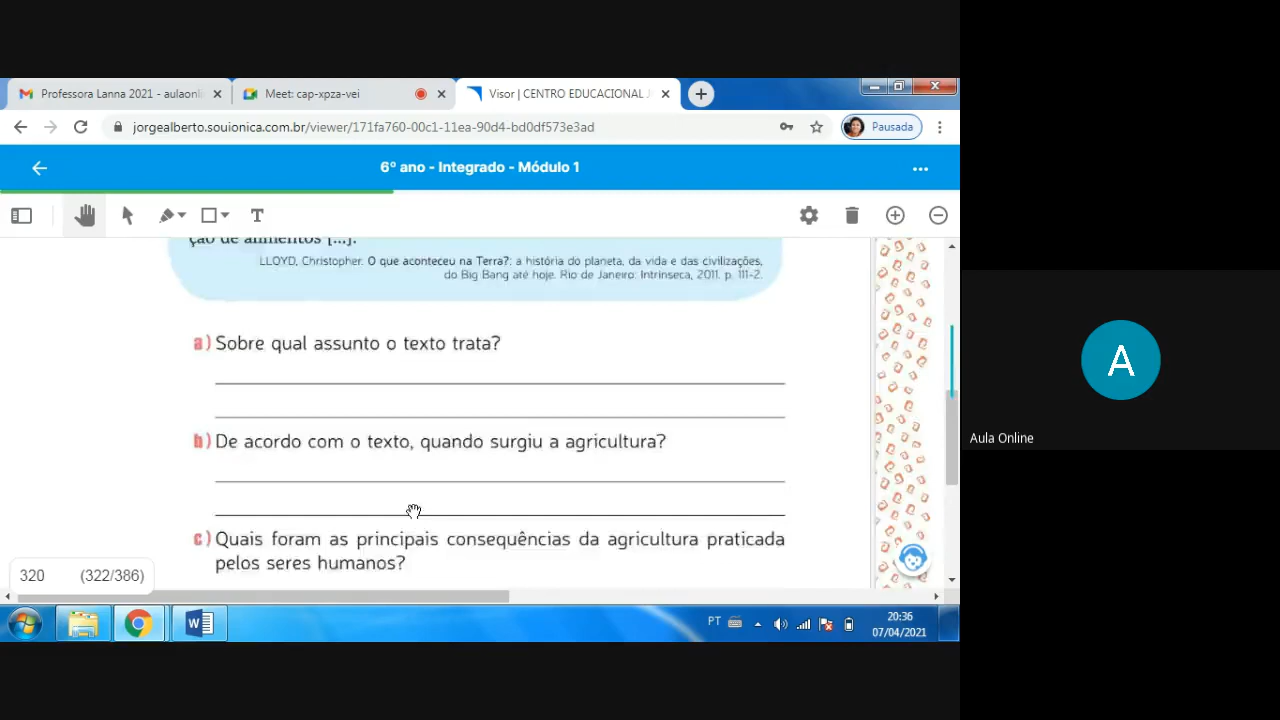 Professora Lanna 2021 - aulaonl
Meet: cap-xpza-vei
Visor | CENTRO EDUCACIONAL J
jorgealberto.souionica.com.br/viewer/171fa760-00c1-11ea-90d4-bd0df573e3ad
Pausada
6º ano - Integrado - Módulo 1
T
ção de alimentos [...].
LLOYD, Christopher. O que aconteceu na Terra?: a história do planeta, da vida e das civilizações,
do Big Bang até hoje. Rio de Janeiro: Intrínseca, 2011. p. 111-2.
a) Sobre qual assunto o texto trata?
b) De acordo com o texto, quando surgiu a agricultura?
c) Quais foram as principais consequências da agricultura praticada
pelos seres humanos?
320 (322/386)
PT
20:36
07/04/2021
A
Aula Online